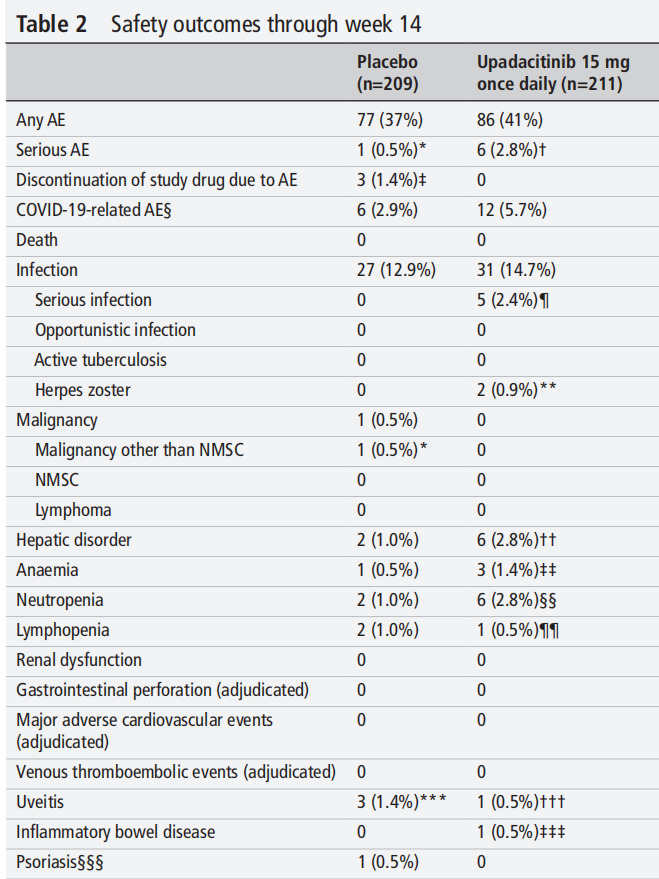 Table 2 Safety outcomes through week 14
Placebo (n=209) Upadacitinib 15 mg once daily (n=211)
Any AE 77 (37%) 86 (41%)
Serious AE 1 (0.5%)* 6 (2.8%)†
Discontinuation of study drug due to AE 3 (1.4%)‡ 0
COVID-19-related AE§ 6 (2.9%) 12 (5.7%)
Death 0 0
Infection 27 (12.9%) 31 (14.7%)
Serious infection 0 5 (2.4%)¶
Opportunistic infection 0 0
Active tuberculosis 0 0
Herpes zoster 0 2 (0.9%)**
Malignancy 1 (0.5%) 0
Malignancy other than NMSC 1 (0.5%)* 0
NMSC 0 0
Lymphoma 0 0
Hepatic disorder 2 (1.0%) 6 (2.8%)††
Anaemia 1 (0.5%) 3 (1.4%)‡‡
Neutropenia 2 (1.0%) 6 (2.8%)§§
Lymphopenia 2 (1.0%) 1 (0.5%)¶¶
Renal dysfunction 0 0
Gastrointestinal perforation (adjudicated) 0 0
Major adverse cardiovascular events 0 0
(adjudicated)
Venous thromboembolic events (adjudicated) 0 0
Uveitis 3 (1.4%)*** 1 (0.5%)†††
Inflammatory bowel disease 0 1 (0.5%)‡‡‡
Psoriasis§§§ 1 (0.5%) 0